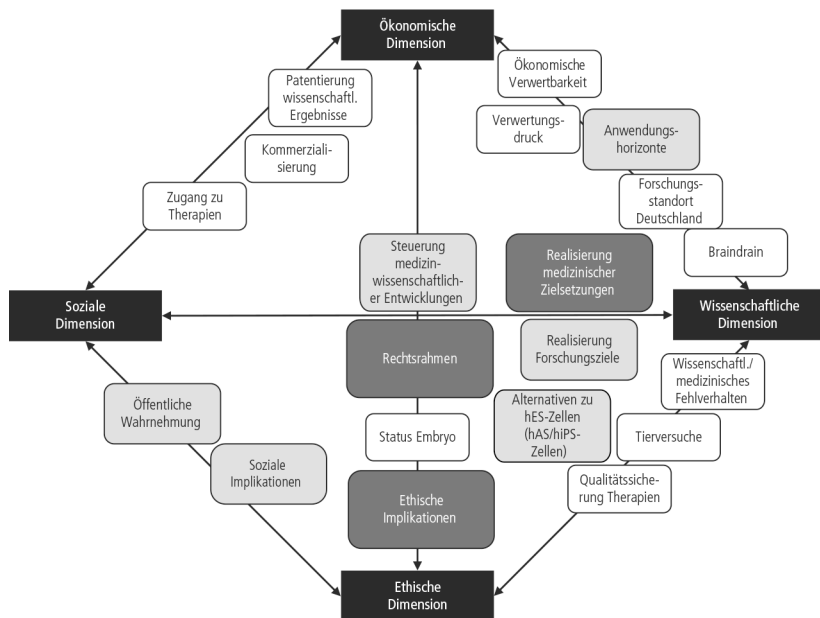 Ökonomische
Dimension
Ökonomische
Verwertbarkeit
Patentierung
wissenschaftl.
Ergebnisse
Verwertungs-
druck
Anwendungs-
horizonte
Kommerziali-
sierung
Zugang zu
Therapien
Forschungs-
standort
Deutschland
Braindrain
Steuerung
medizin-
wissenschaftlich-
er Entwicklungen
Realisierung
medizinischer
Zielsetzungen
Soziale
Dimension
Wissenschaftliche
Dimension
Rechtsrahmen
Realisierung
Forschungsziele
Wissenschaftl./
medizinisches
Fehlverhalten
Öffentliche
Wahrnehmung
Status Embryo
Alternativen zu
hES-Zellen
(hAS/hiPS-
Zellen)
Tierversuche
Soziale
Implikationen
Qualitätssiche-
rung Therapien
Ethische
Implikationen
Ethische
Dimension